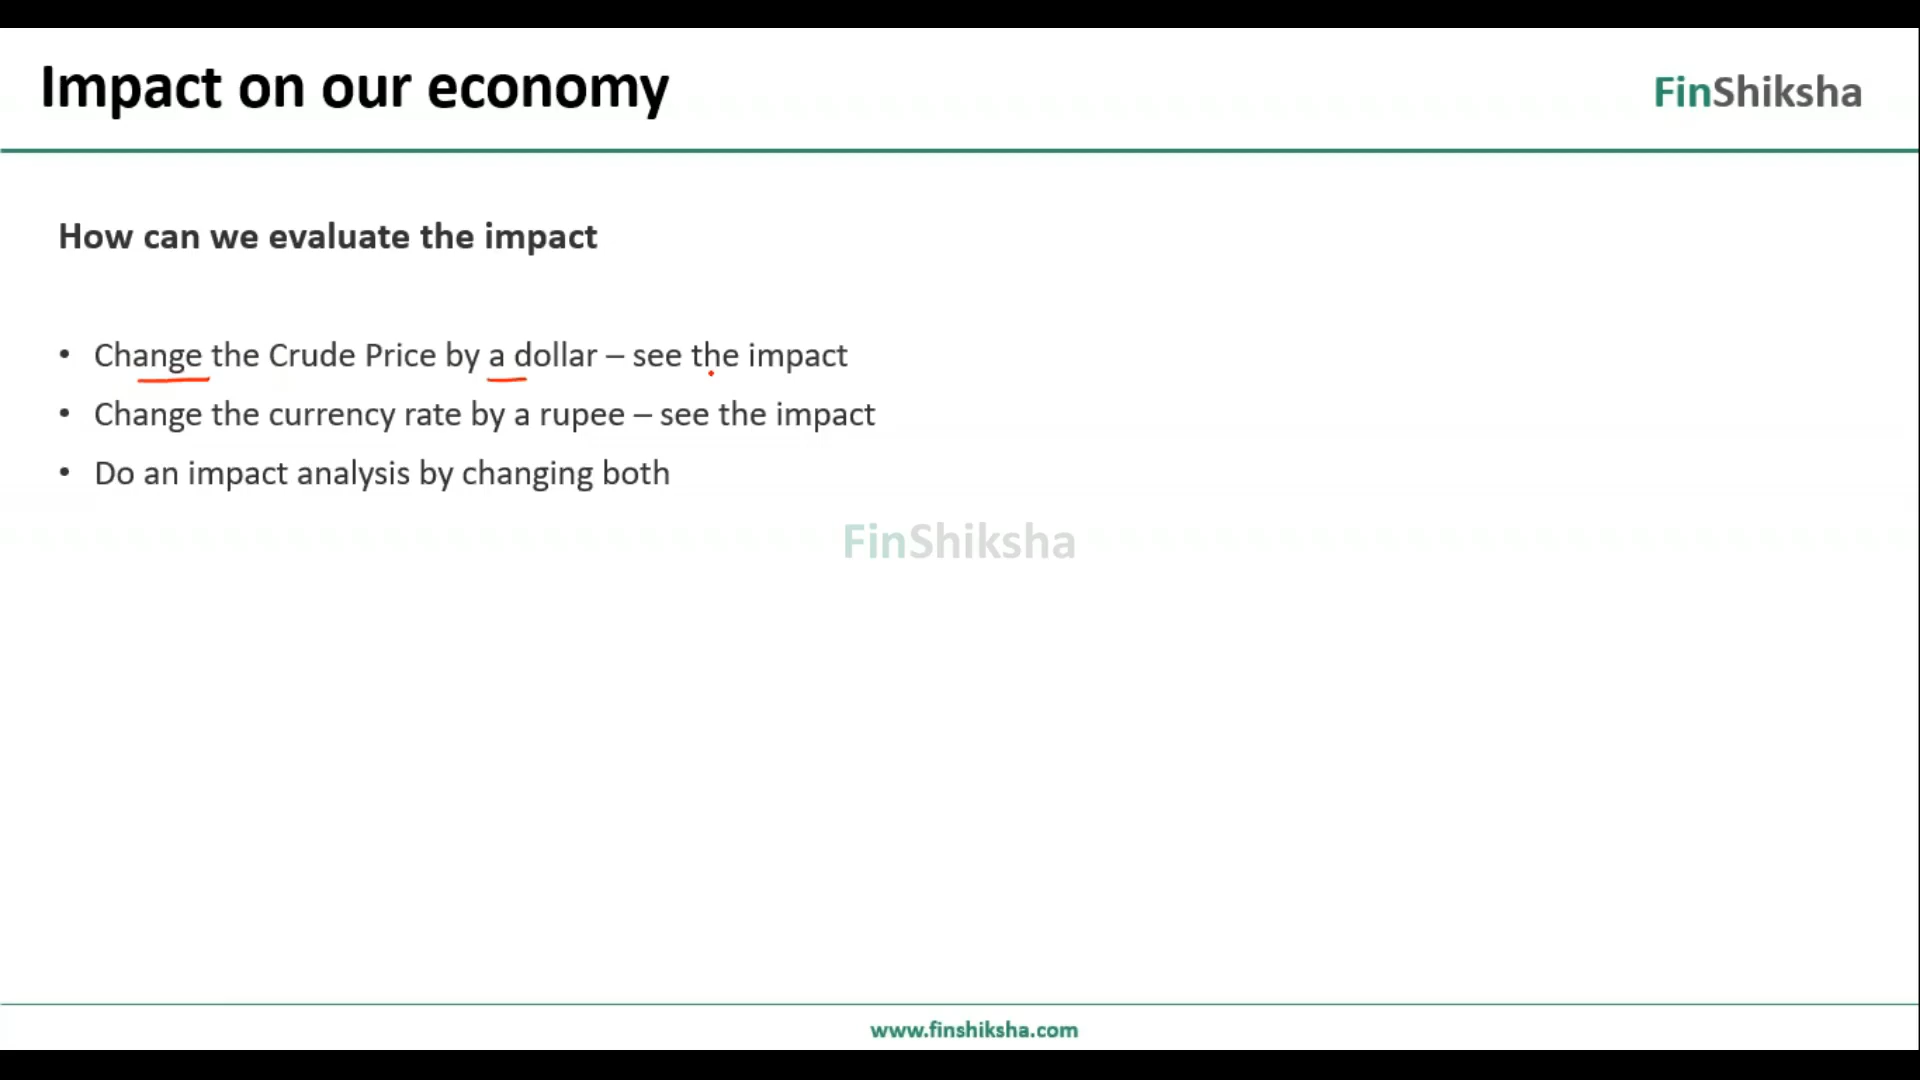 Impact on our economy
FinShiksha
How can we evaluate the impact
• Change the Crude Price by a dollar – see the impact
• Change the currency rate by a rupee – see the impact
• Do an impact analysis by changing both
FinShiksha
www.finshiksha.com